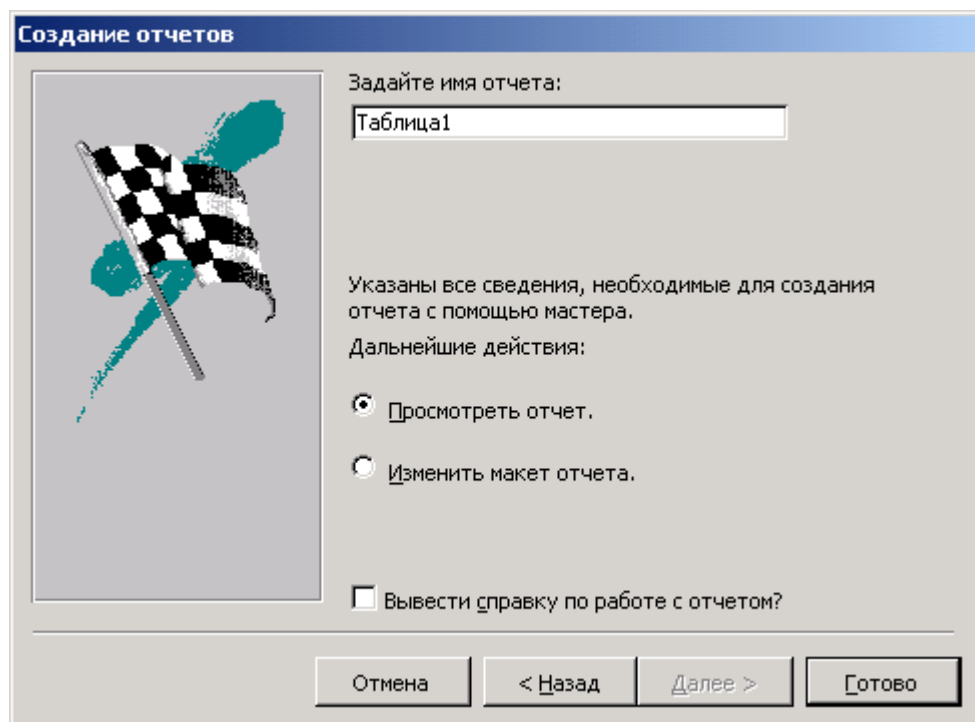 Создание отчетов
Задайте имя отчета:
Таблица1
Указаны все сведения, необходимые для создания
отчета с помощью мастера.
Дальнейшие действия:
Просмотреть отчет.
Изменить макет отчета.
Вывести справку по работе с отчетом?
Отмена
< Назад
Далее >
Готово